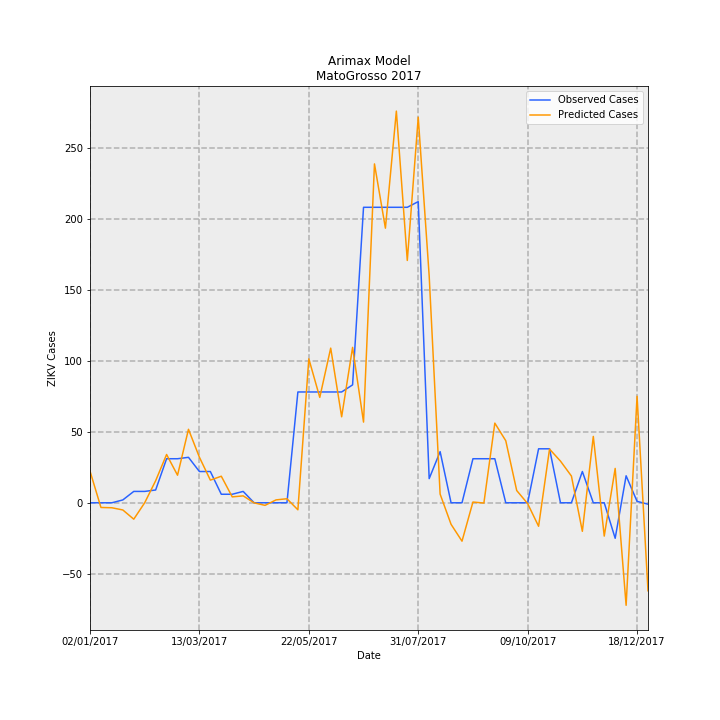 Arimax Model
MatoGrosso 2017
Observed Cases
Predicted Cases
ZIKV Cases
250
200
150
100
50
0
−50
02/01/2017 13/03/2017 22/05/2017 31/07/2017 09/10/2017 18/12/2017
Date